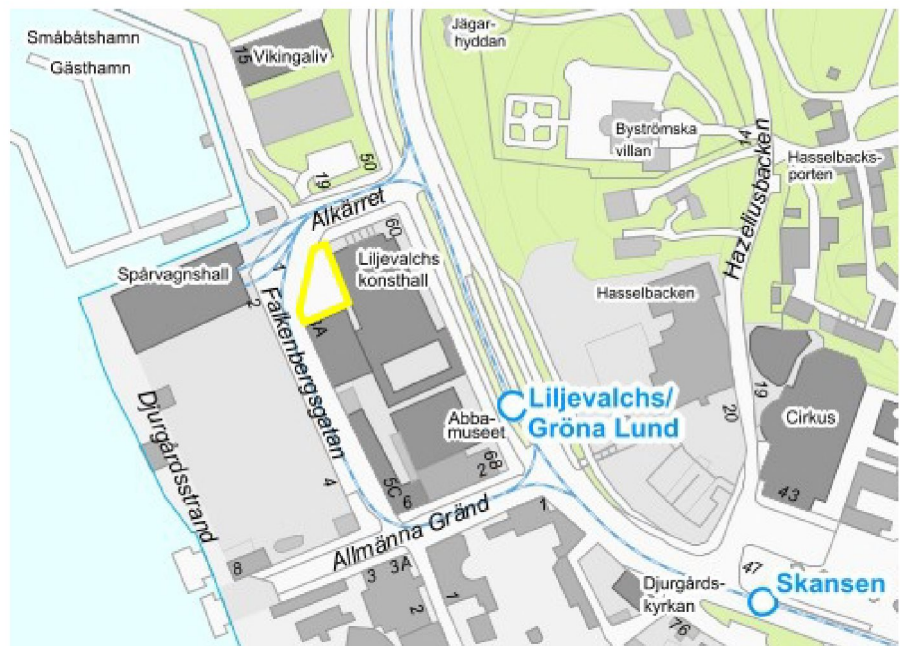 Småbåtshamn
Gästhamn
15
Vikingaliv
Jägar-
hyddan
Byströmska
villan
14
Hasselbacks-
porten
Hazeliusbacken
50
19
Alkärret
60
Liljevalchs
konsthall
Spårvagnshall
1
2
3A
Falkenbergsgatan
Hasselbacken
Djurgårdsstrand
Abba-
museet
Liljevalchs/
Gröna Lund
19
20
Cirkus
43
68
2
4
5C
6
Allmänna Gränd
1
8
3
3A
2
1
47
Skansen
Djurgårds-
kyrkan
76